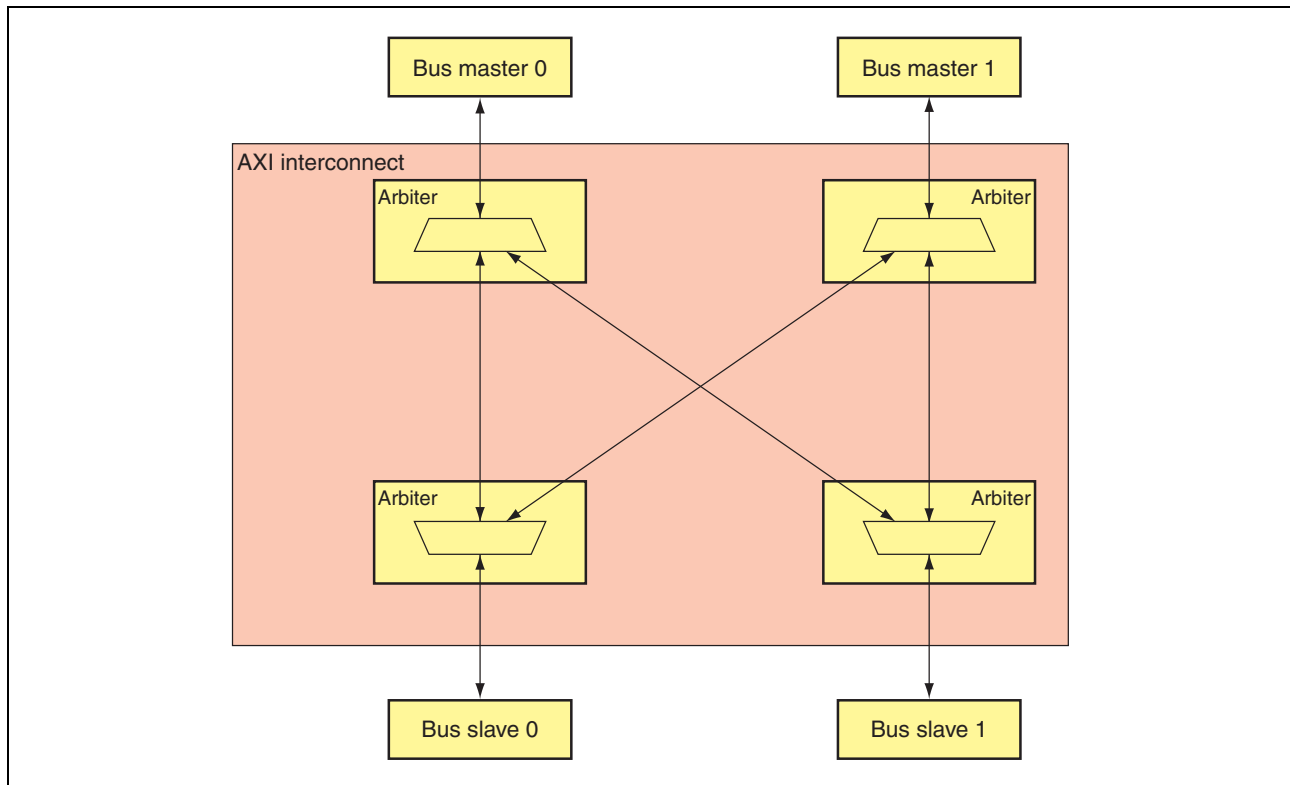 Bus master 0
Bus master 1
AXI interconnect
Arbiter
Arbiter
Arbiter
Arbiter
Bus slave 0
Bus slave 1